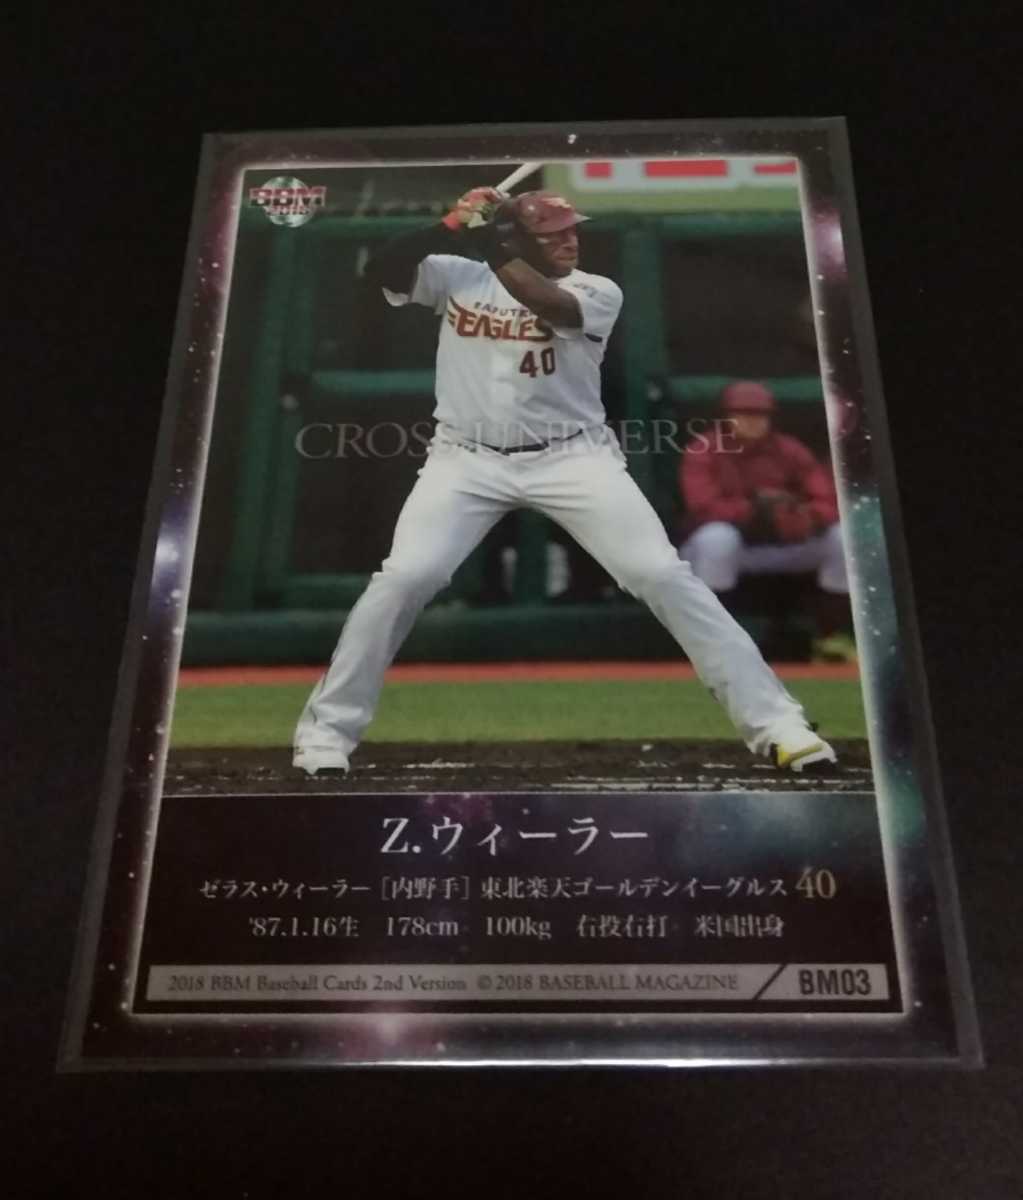 BBM
2018
RAKUTEN
EAGLES
40
CROSS UNIVERSE
Z.ウィーラー
ゼラス・ウィーラー [内野手] 東北楽天ゴールデンイーグルス 40
'87.1.16生 178cm 100kg 右投右打 米国出身
2018 BBM Baseball Cards 2nd Version © 2018 BASEBALL MAGAZINE BM03